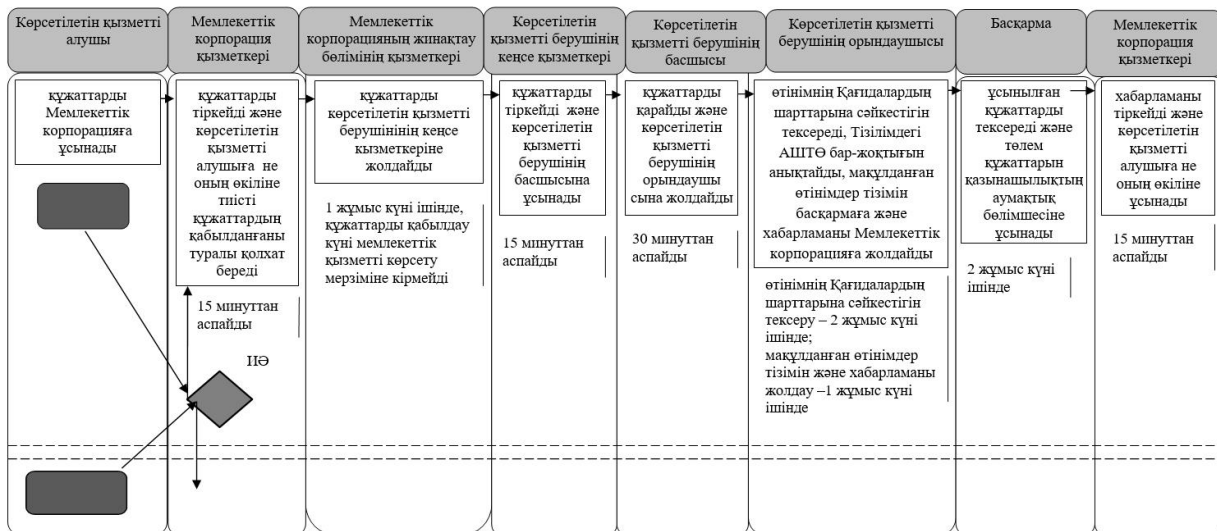 Көрсетілетін қызметті
алушы
Мемлекеттік
корпорация
қызметкері
Мемлекеттік
корпорацияның жинақтау
бөлімінің қызметкері
Көрсетілетін
қызметті берушінің
кеңсе қызметкері
Көрсетілетін
қызметті берушінің
басшысы
Көрсетілетін қызметті
берушінің орындаушысы
Басқарма
Мемлекеттік
корпорация
қызметкері
құжаттарды
Мемлекеттік
корпорацияға
ұсынады
құжаттарды
тіркейді және
көрсетілетін
қызметті
алушыға не
оның өкіліне
тиісті
құжаттардың
қабылданғаны
туралы қолхат
береді
15 минуттан
аспайды
ИӘ
құжаттарды
көрсетілетін қызметті
берушінінің кеңсе
қызметкеріне
жолдайды
1 жұмыс күні ішінде,
құжаттарды қабылдау
күні мемлекеттік
қызметті көрсету
мерзіміне кірмейді
құжаттарды
тіркейді және
көрсетілетін
қызметті
берушінің
басшысына
ұсынады
15 минуттан
аспайды
құжаттарды
қарайды және
көрсетілетін
қызметті
берушінің
орындаушы
сына жолдайды
30 минуттан
аспайды
өтінімнің Қағидалардың
шарттарына сәйкестігін
тексереді, Тізілімдегі
АШТӨ бар-жоқтығын
анықтайды, мақұлданған
өтінімдер тізімін
басқармаға және
хабарламаны Мемлекеттік
корпорацияға жолдайды
өтінімнің Қағидалардың
шарттарына сәйкестігін
тексеру – 2 жұмыс күні
ішінде;
мақұлданған өтінімдер
тізімін және хабарламаны
жолдау –1 жұмыс күні
ішінде
ұсынылған
құжаттарды
тексереді және
төлем
құжаттарын
қазынашылықтың
аумақтық
бөлімшесіне
ұсынады
2 жұмыс күні
ішінде
хабарламаны
тіркейді және
көрсетілетін
қызметті
алушыға не
оның өкіліне
ұсынады
15 минуттан
аспайды